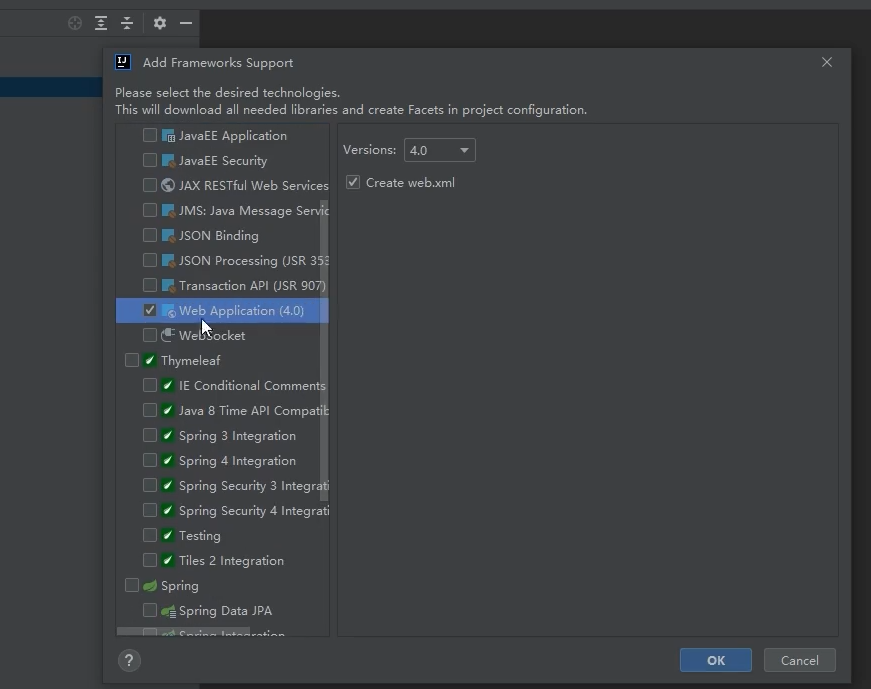 IJ
Add Frameworks Support
Please select the desired technologies.
This will download all needed libraries and create Facets in project configuration.
JavaEE Application
JavaEE Security
JAX RESTful Web Services
JMS: Java Message Servic
JSON Binding
JSON Processing (JSR 353
Transaction API (JSR 907)
Web Application (4.0)
WebSocket
Thymeleaf
IE Conditional Comments
Java 8 Time API Compatib
Spring 3 Integration
Spring 4 Integration
Spring Security 3 Integrati
Spring Security 4 Integrati
Testing
Tiles 2 Integration
Spring
Spring Data JPA
Spring Integration
Versions: 4.0
Create web.xml
?
OK
Cancel